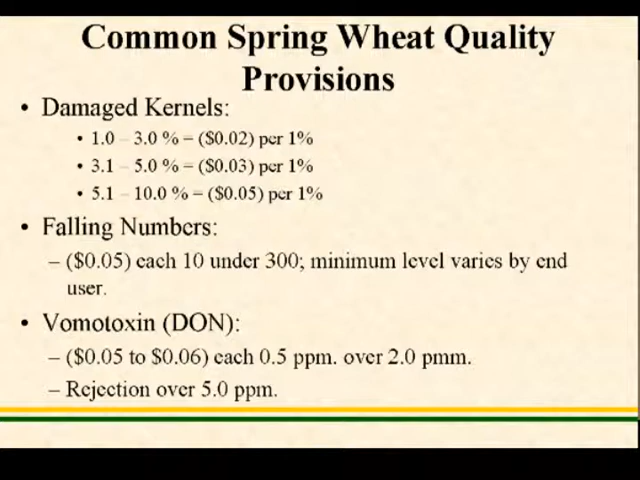 Common Spring Wheat Quality
Provisions
• Damaged Kernels:
• 1.0 – 3.0 % = ($0.02) per 1%
• 3.1 – 5.0 % = ($0.03) per 1%
• 5.1 – 10.0 % = ($0.05) per 1%
• Falling Numbers:
– ($0.05) each 10 under 300; minimum level varies by end
user.
• Vomotoxin (DON):
– ($0.05 to $0.06) each 0.5 ppm. over 2.0 pmm.
– Rejection over 5.0 ppm.